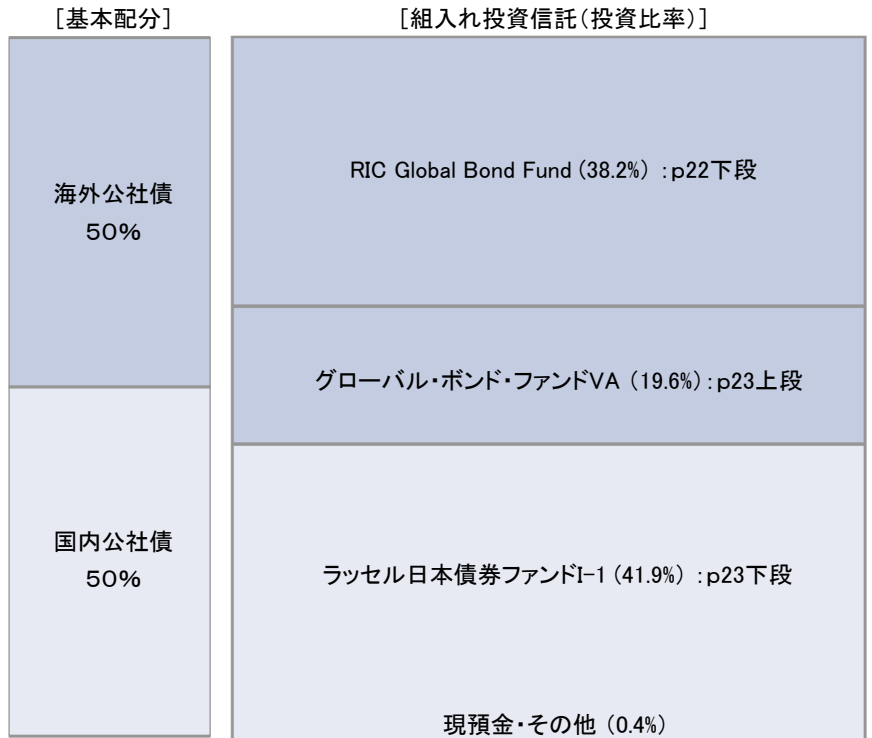 [基本配分]
[組入れ投資信託(投資比率)]
海外公社債
50%
国内公社債
50%
RIC Global Bond Fund (38.2%) :p22下段
グローバル・ボンド・ファンドVA (19.6%):p23上段
ラッセル日本債券ファンドI-1 (41.9%) :p23下段
現預金・その他 (0.4%)